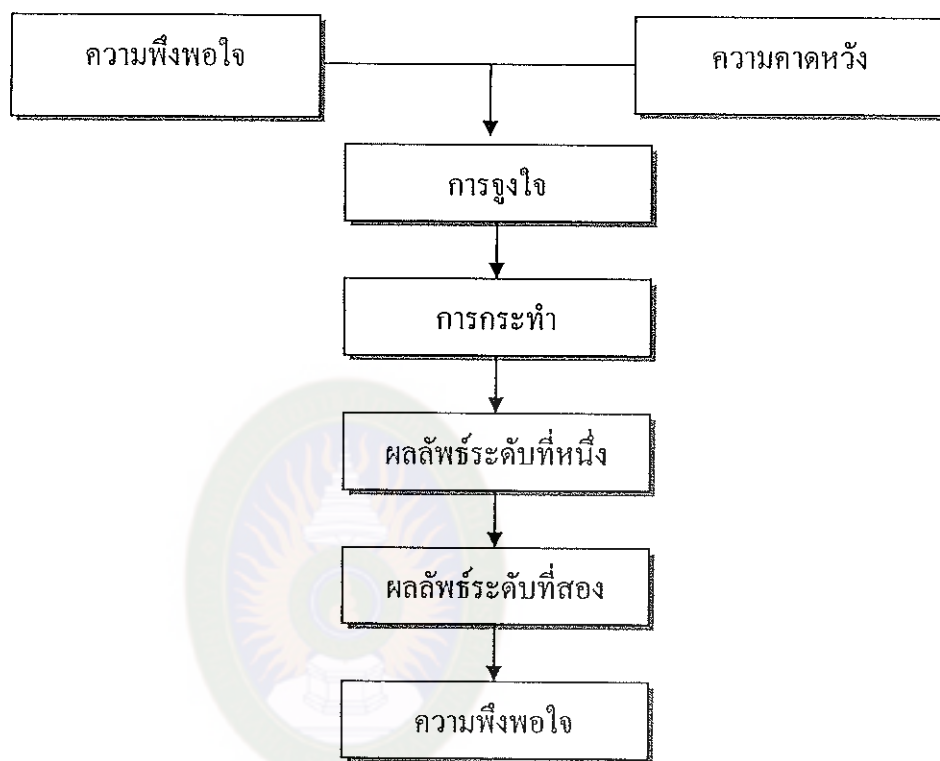 ความพึงพอใจ
ความคาดหวัง
การจูงใจ
การกระทำ
ผลลัพธ์ระดับที่หนึ่ง
ผลลัพธ์ระดับที่สอง
ความพึงพอใจ